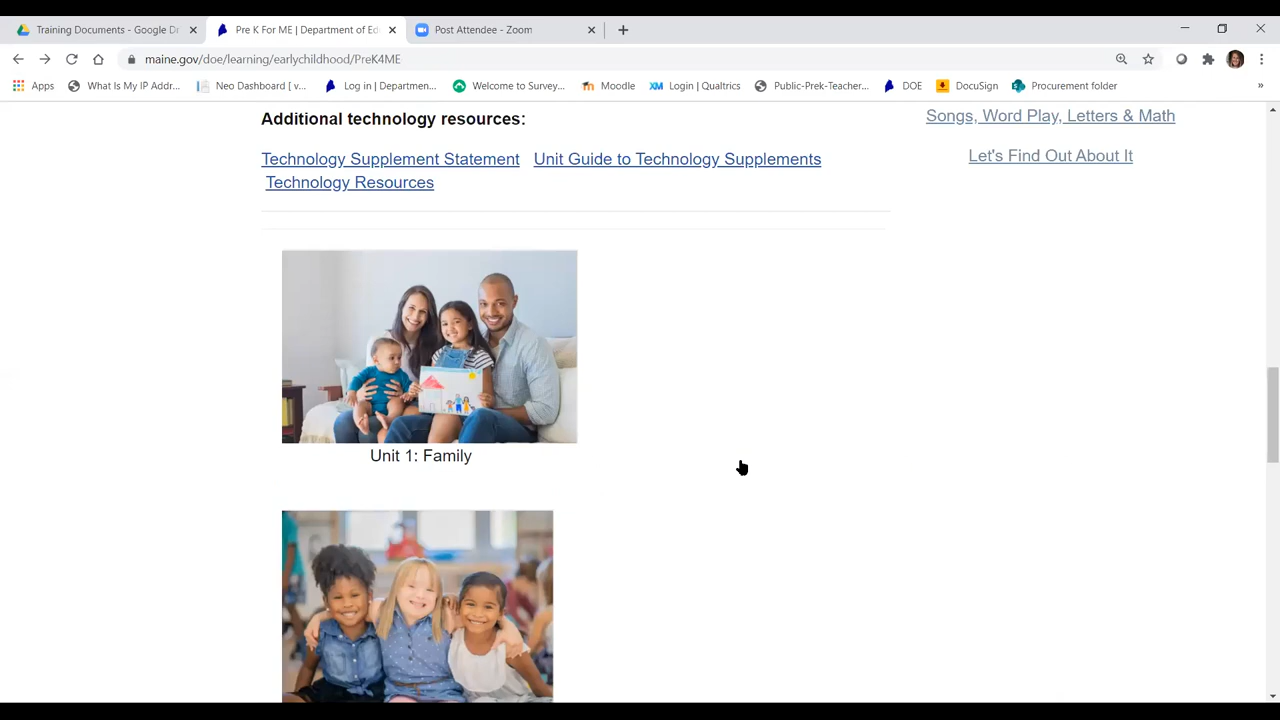 Training Documents - Google D
Pre K For ME | Department of Ed
Post Attendee - Zoom
maine.gov/doe/learning/earlychildhood/PreK4ME
Apps
What Is My IP Addr...
Neo Dashboard [ v...
Log in | Departmen...
Welcome to Survey...
Moodle
XM Login | Qualtrics
Public-Prek-Teacher...
DOE
DocuSign
Procurement folder
»
Additional technology resources:
Technology Supplement Statement Unit Guide to Technology Supplements
Technology Resources
Songs, Word Play, Letters & Math
Let's Find Out About It
Unit 1: Family